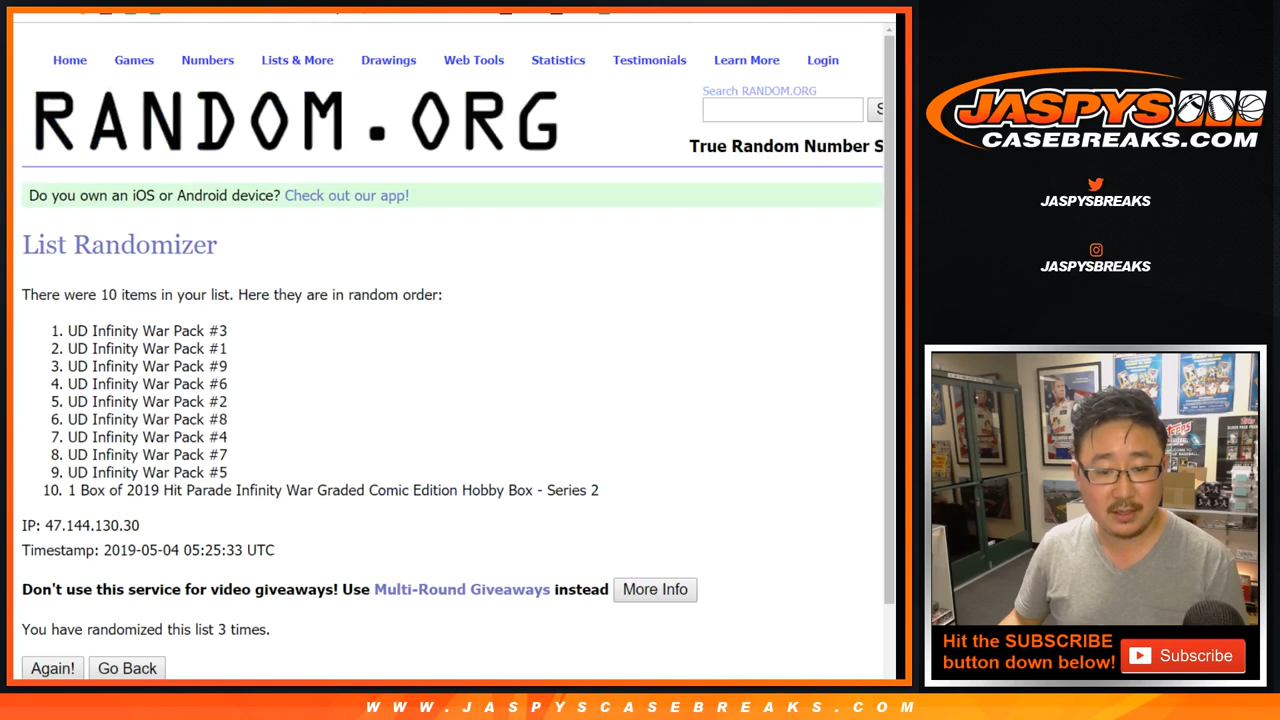 Home Games Numbers Lists & More Drawings Web Tools Statistics Testimonials Learn More Login
RANDOM.ORG
Search RANDOM.ORG
True Random Number S
Do you own an iOS or Android device? Check out our app!
List Randomizer
There were 10 items in your list. Here they are in random order:
1. UD Infinity War Pack #3
2. UD Infinity War Pack #1
3. UD Infinity War Pack #9
4. UD Infinity War Pack #6
5. UD Infinity War Pack #2
6. UD Infinity War Pack #8
7. UD Infinity War Pack #4
8. UD Infinity War Pack #7
9. UD Infinity War Pack #5
10. 1 Box of 2019 Hit Parade Infinity War Graded Comic Edition Hobby Box - Series 2
IP: 47.144.130.30
Timestamp: 2019-05-04 05:25:33 UTC
Don't use this service for video giveaways! Use Multi-Round Giveaways instead More Info
You have randomized this list 3 times.
Again! Go Back
JASPYS
CASEBREAKS.COM
JASPYSBREAKS
JASPYSBREAKS
TOPPS
Hit the SUBSCRIBE
button down below!
Subscribe
WWW.JASPYSCASEBREAKS.COM